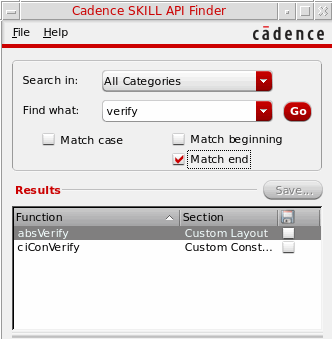 Cadence SKILL API Finder
File Help
cādence
Search in: All Categories
Find what: verify Go
Match case Match beginning
Match end
Results Save...
Function Section
absVerify Custom Layout
ciConVerify Custom Const...